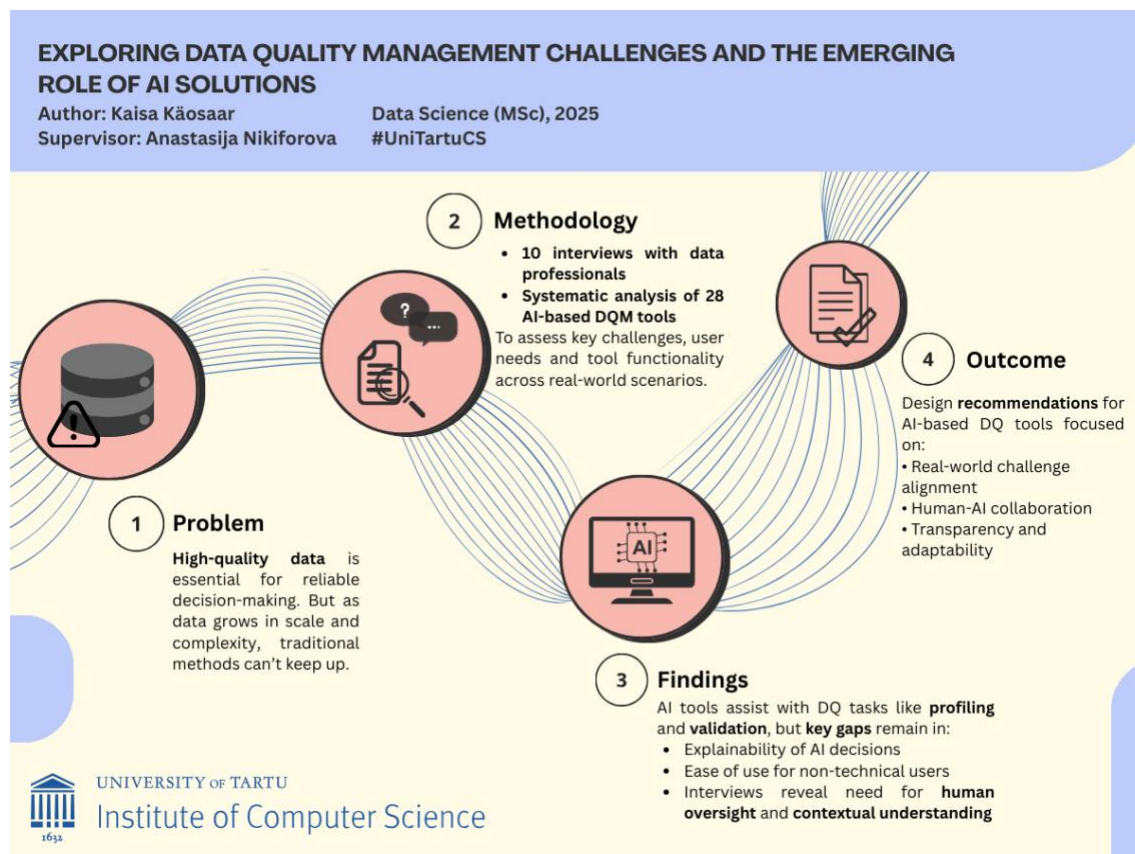 EXPLORING DATA QUALITY MANAGEMENT CHALLENGES AND THE EMERGING
ROLE OF AI SOLUTIONS
Author: Kaisa Käosaar
Data Science (MSc), 2025
Supervisor: Anastasija Nikiforova
#UniTartuCS
1
Problem
High-quality data is
essential for reliable
decision-making. But as
data grows in scale and
complexity, traditional
methods can't keep up.
2
Methodology
• 10 interviews with data
professionals
• Systematic analysis of 28
AI-based DQM tools
To assess key challenges, user
needs and tool functionality
across real-world scenarios.
?
...
AI
3
Findings
AI tools assist with DQ tasks like profiling
and validation, but key gaps remain in:
• Explainability of AI decisions
• Ease of use for non-technical users
• Interviews reveal need for human
oversight and contextual understanding
4
Outcome
Design recommendations for
AI-based DQ tools focused
on:
• Real-world challenge
alignment
• Human-AI collaboration
• Transparency and
adaptability
UNIVERSITY OF TARTU
Institute of Computer Science
1632